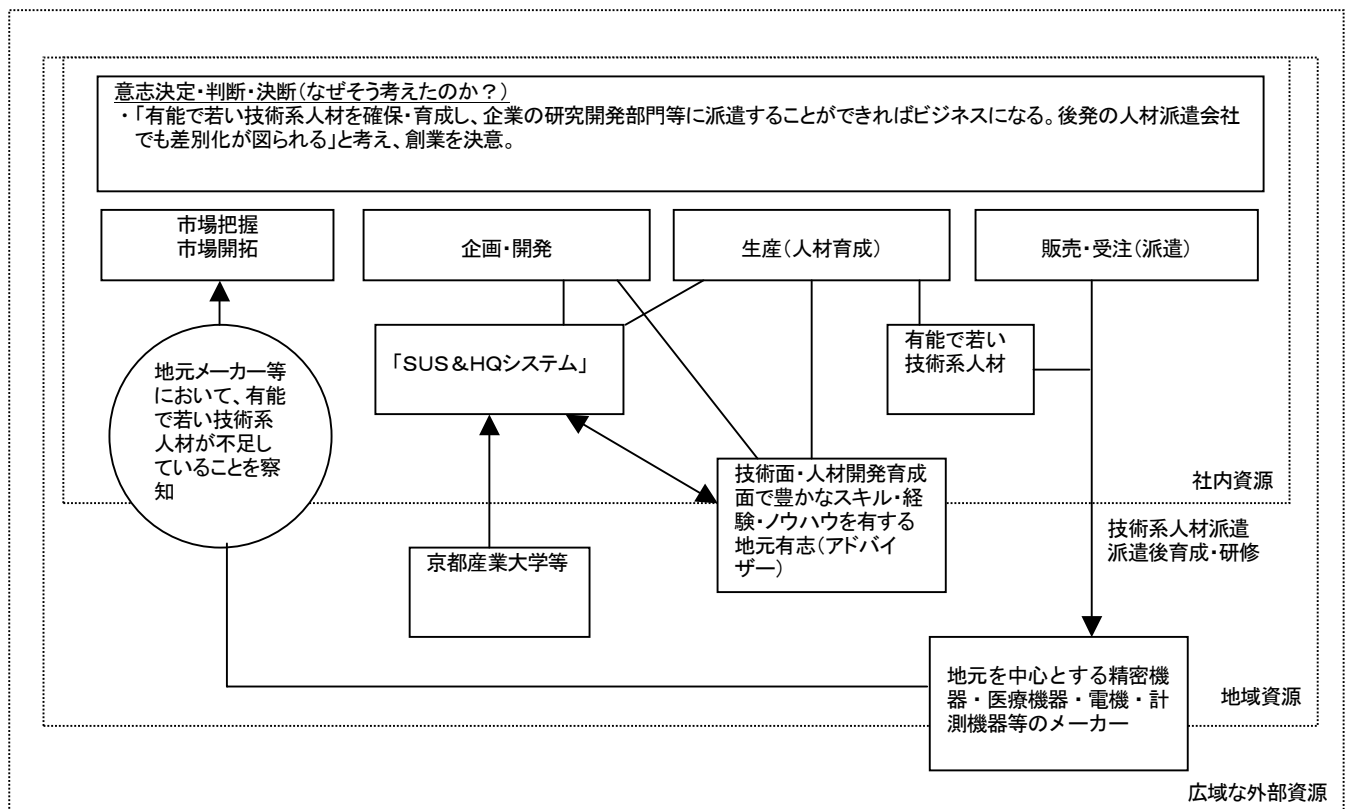 意志決定・判断・決断(なぜそう考えたのか？)
・「有能で若い技術系人材を確保・育成し、企業の研究開発部門等に派遣することができればビジネスになる。後発の人材派遣会社
でも差別化が図られる」と考え、創業を決意。
市場把握
市場開拓
企画・開発
生産(人材育成)
販売・受注(派遣)
地元メーカー等
において、有能
で若い技術系
人材が不足し
ていることを察
知
「SUS＆HQシステム」
有能で若い
技術系人材
技術面・人材開発育成
面で豊かなスキル・経
験・ノウハウを有する
地元有志(アドバイ
ザー)
社内資源
京都産業大学等
技術系人材派遣
派遣後育成・研修
地元を中心とする精密機
器・医療機器・電機・計
測機器等のメーカー
地域資源
広域な外部資源